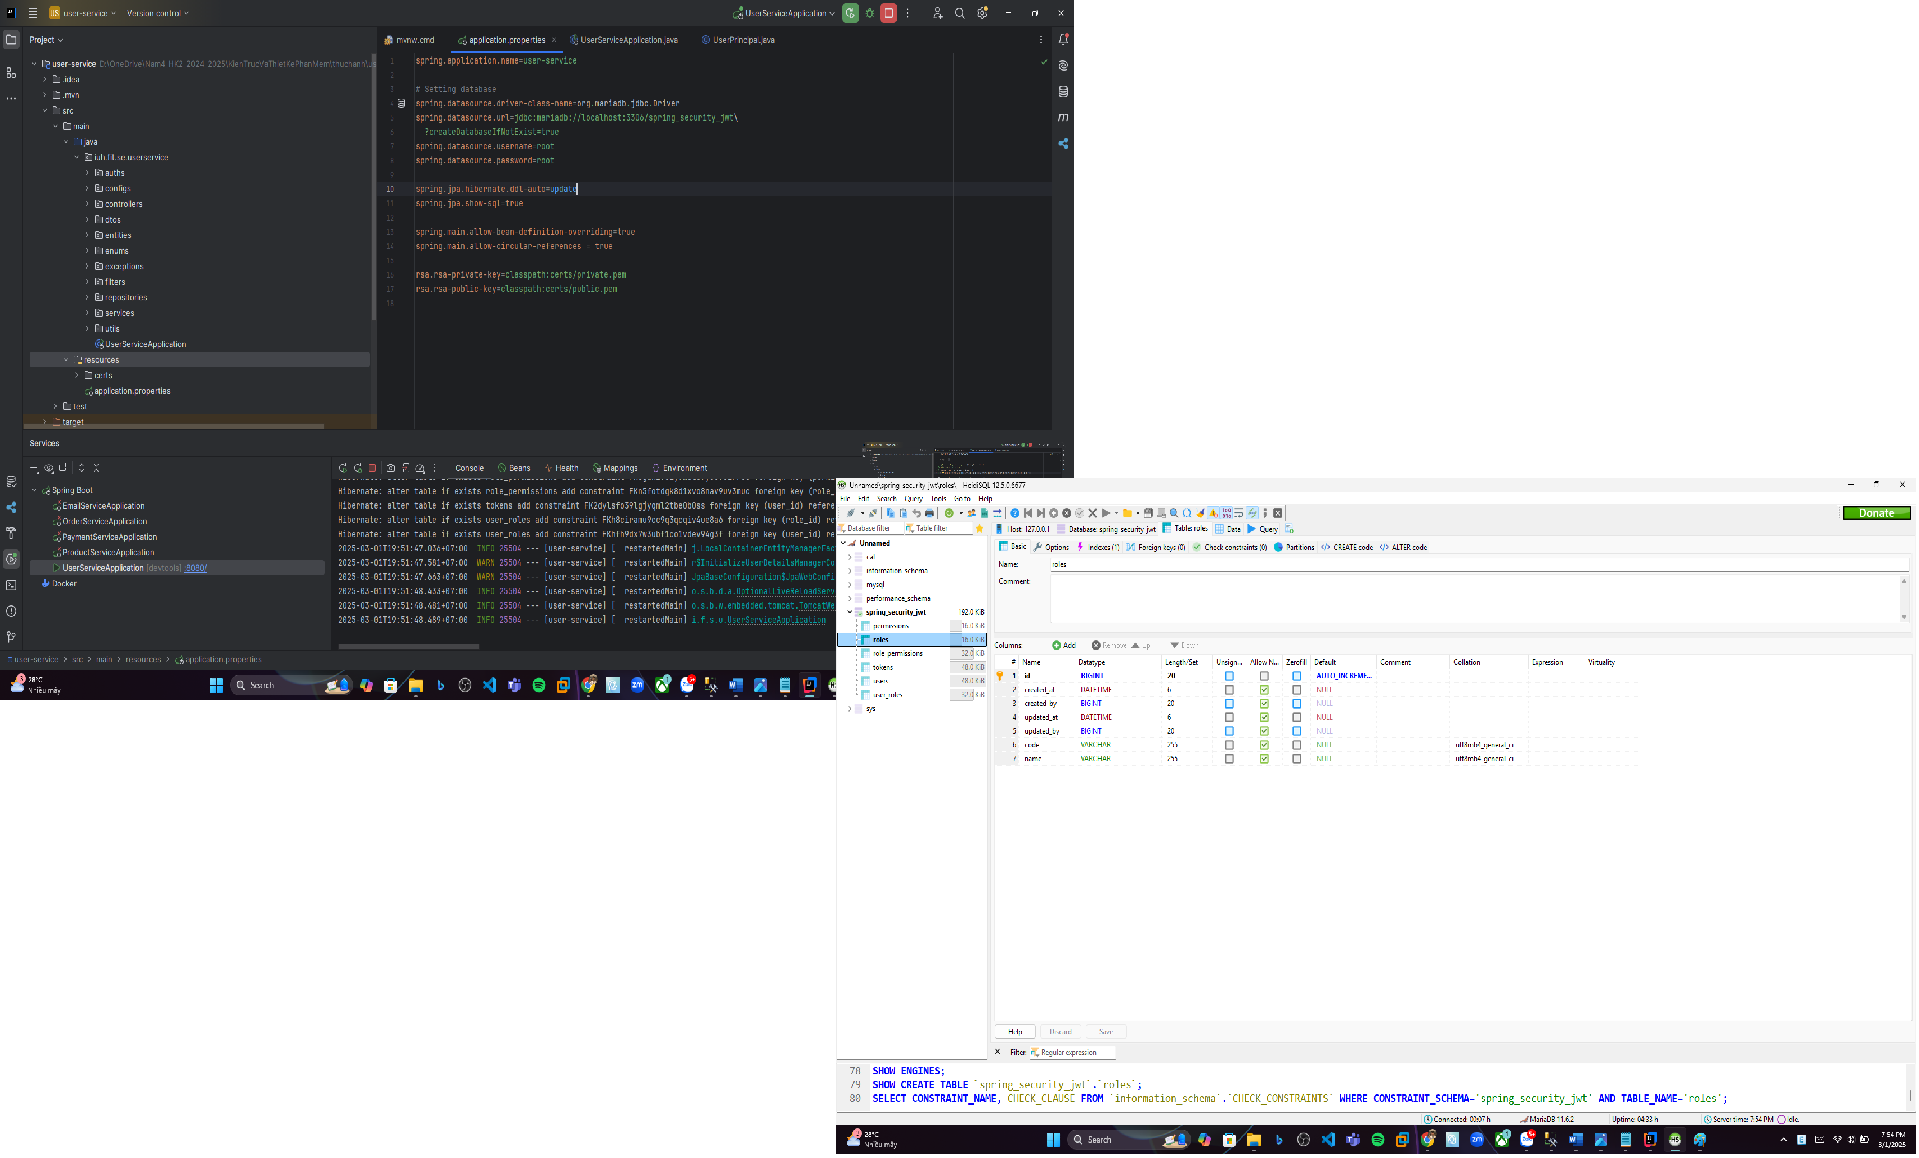 user-service
Version control
UserServiceApplication
Project
mvnw.cmd
application.properties
UserServiceApplication.java
UserPrincipal.java
user-service
.idea
.mvn
src
main
java
iuh.fit.se.userservice
auths
configs
controllers
dtos
entities
enums
exceptions
filters
repositories
services
utils
UserServiceApplication
resources
certs
application.properties
test
target
1 spring.application.name=user-service
2
3 # Setting database
4 spring.datasource.driver-class-name=org.mariadb.jdbc.Driver
5 spring.datasource.url=jdbc:mariadb://localhost:3306/spring_security_jwt\
6 ?createDatabaseIfNotExist=true
7 spring.datasource.username=root
8 spring.datasource.password=root
9
10 spring.jpa.hibernate.ddl-auto=update
11 spring.jpa.show-sql=true
12
13 spring.main.allow-bean-definition-overriding=true
14 spring.main.allow-circular-references = true
15
16 rsa.rsa-private-key=classpath:certs/private.pem
17 rsa.rsa-public-key=classpath:certs/public.pem
18
Services
Console Beans Health Mappings Environment
Spring Boot
EmailServiceApplication
OrderServiceApplication
PaymentServiceApplication
ProductServiceApplication
UserServiceApplication [devtools] :8080/
Docker
Hibernate: alter table if exists role_permissions add constraint
foreign key (role_
Hibernate: alter table if exists tokens add constraint
foreign key (user_id) refere
Hibernate: alter table if exists user_roles add constraint
foreign key (role_id) re
Hibernate: alter table if exists user_roles add constraint
foreign key (user_id) re
2025-03-01T19:51:47.036+07:00 INFO 25504 --- [user-service] [ restartedMain] j.LocalContainerEntityManagerFac
2025-03-01T19:51:47.581+07:00 WARN 25504 --- [user-service] [ restartedMain] r$InitializeUserDetailsManagerCo
2025-03-01T19:51:47.663+07:00 WARN 25504 --- [user-service] [ restartedMain] JpaBaseConfiguration$JpaWebConfi
2025-03-01T19:51:48.433+07:00 INFO 25504 --- [user-service] [ restartedMain] o.s.b.d.a.OptionalLiveReloadServ
2025-03-01T19:51:48.481+07:00 INFO 25504 --- [user-service] [ restartedMain] o.s.b.w.embedded.tomcat.TomcatWe
2025-03-01T19:51:48.489+07:00 INFO 25504 --- [user-service] [ restartedMain] i.f.s.u.UserServiceApplication
user-service > src > main > resources > application.properties
28°C
Nhiều mây
Search
Unnamed\spring_security_jwt\roles\ - HeidiSQL 12.5.0.6677
File Edit Search Query Tools Go to Help
Donate
Database filter
Table filter
Host: 127.0.0.1 Database: spring_security_jwt Table: roles Data Query
Unnamed
information_schema
mysql
performance_schema
spring_security_jwt 192.0 KiB
permissions 16.0 KiB
roles 16.0 KiB
role_permissions 32.0 KiB
tokens 48.0 KiB
users 48.0 KiB
user_roles 32.0 KiB
sys
Basic Options Indexes (1) Foreign keys (0) Check constraints (0) Partitions CREATE code ALTER code
Name: roles
Comment:
Columns: Add Remove Up Down
# Name Datatype Length/Set Unsign... Allow N... Zerofill Default Comment Collation Expression Virtuality
1 id BIGINT 20 AUTO_INCREME...
2 created_at DATETIME 6 NULL
3 created_by BIGINT 20 NULL
4 updated_at DATETIME 6 NULL
5 updated_by BIGINT 20 NULL
6 code VARCHAR 255 NULL utf8mb4_general_ci
7 name VARCHAR 255 NULL utf8mb4_general_ci
Help Discard Save
Filter: Regular expression
78 SHOW ENGINES;
79 SHOW CREATE TABLE `spring_security_jwt`.`roles`;
80 SELECT CONSTRAINT_NAME, CHECK_CLAUSE FROM `information_schema`.`CHECK_CONSTRAINTS` WHERE CONSTRAINT_SCHEMA='spring_security_jwt' AND TABLE_NAME='roles';
Connected: 00:07 h
MariaDB 11.6.2
Server time: 7:54 PM
Idle.
28°C
Nhiều mây
Search
7:54 PM
3/1/2025